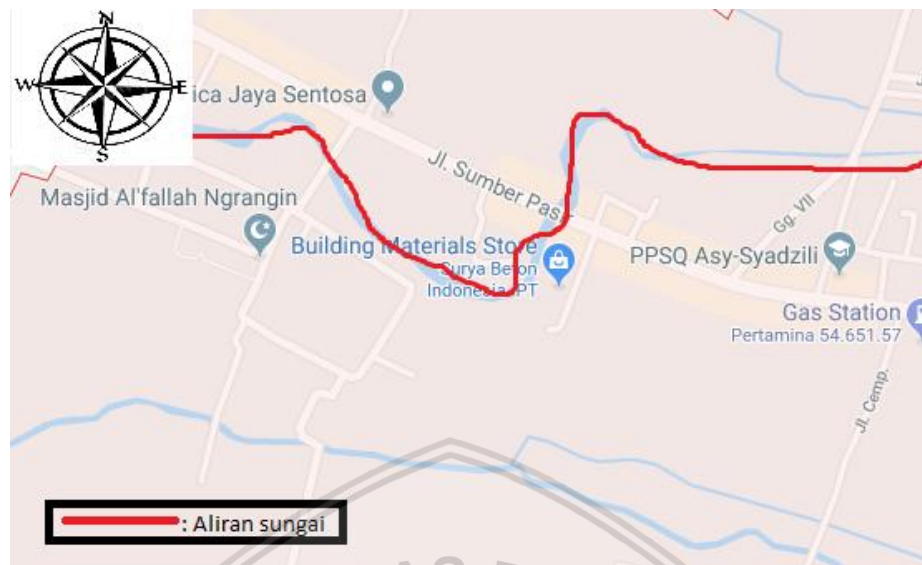 N
W
E
S
ica Jaya Sentosa
Jl. Sumber Pas
Masjid Al'fallah Ngrangin
Gg. VII
Building Materials Store
Surya Beton
Indonesia, PT
PPSQ Asy-Syadzili
Gas Station
Pertamina 54.651.57
Jl. Cemp.
: Aliran sungai